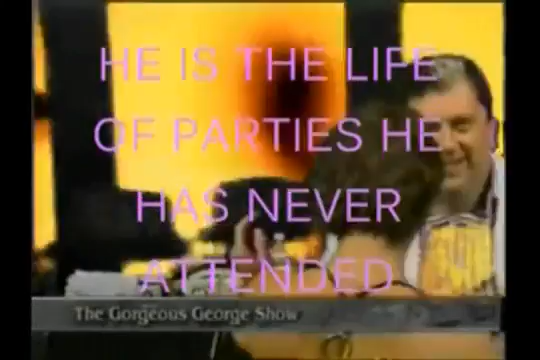 HE IS THE LIFE
OF PARTIES HE
HAS NEVER
ATTENDED
The Gorgeous George Show